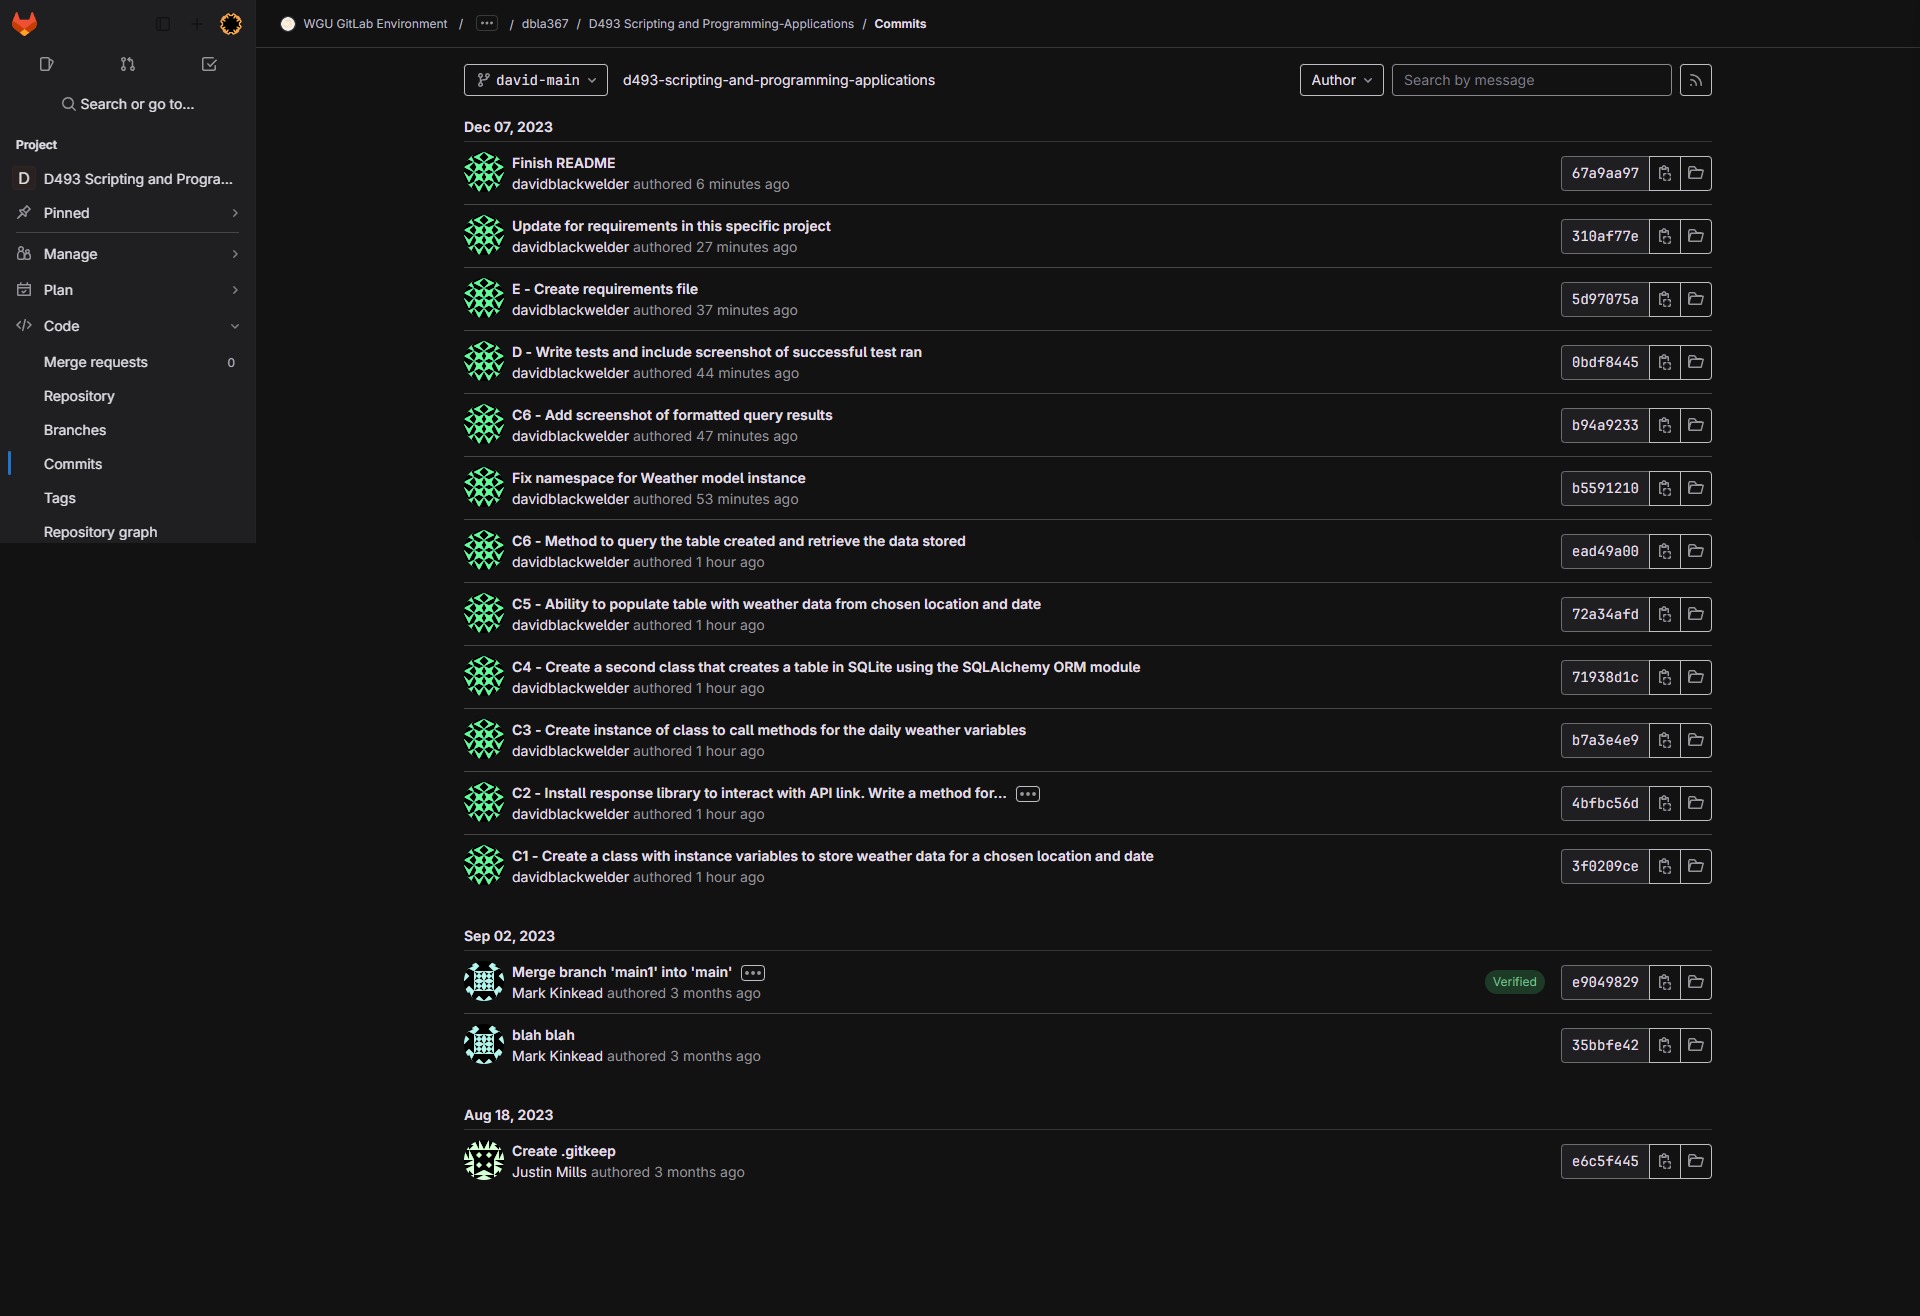 WGU GitLab Environment / ... / dbla367 / D493 Scripting and Programming-Applications / Commits
Search or go to...
Project
D D493 Scripting and Progra...
Pinned
Manage
Plan
Code
Merge requests 0
Repository
Branches
Commits
Tags
Repository graph
david-main d493-scripting-and-programming-applications Author Search by message
Dec 07, 2023
Finish README
davidblackwelder authored 6 minutes ago
67a9aa97
Update for requirements in this specific project
davidblackwelder authored 27 minutes ago
310af77e
E - Create requirements file
davidblackwelder authored 37 minutes ago
5d97075a
D - Write tests and include screenshot of successful test ran
davidblackwelder authored 44 minutes ago
0bdf8445
C6 - Add screenshot of formatted query results
davidblackwelder authored 47 minutes ago
b94a9233
Fix namespace for Weather model instance
davidblackwelder authored 53 minutes ago
b5591210
C6 - Method to query the table created and retrieve the data stored
davidblackwelder authored 1 hour ago
ead49a00
C5 - Ability to populate table with weather data from chosen location and date
davidblackwelder authored 1 hour ago
72a34afd
C4 - Create a second class that creates a table in SQLite using the SQLAlchemy ORM module
davidblackwelder authored 1 hour ago
71938d1c
C3 - Create instance of class to call methods for the daily weather variables
davidblackwelder authored 1 hour ago
b7a3e4e9
C2 - Install response library to interact with API link. Write a method for...
davidblackwelder authored 1 hour ago
4bfbc56d
C1 - Create a class with instance variables to store weather data for a chosen location and date
davidblackwelder authored 1 hour ago
3f0209ce
Sep 02, 2023
Merge branch 'main1' into 'main'
Mark Kinkead authored 3 months ago
Verified e9049829
blah blah
Mark Kinkead authored 3 months ago
35bbfe42
Aug 18, 2023
Create .gitkeep
Justin Mills authored 3 months ago
e6c5f445